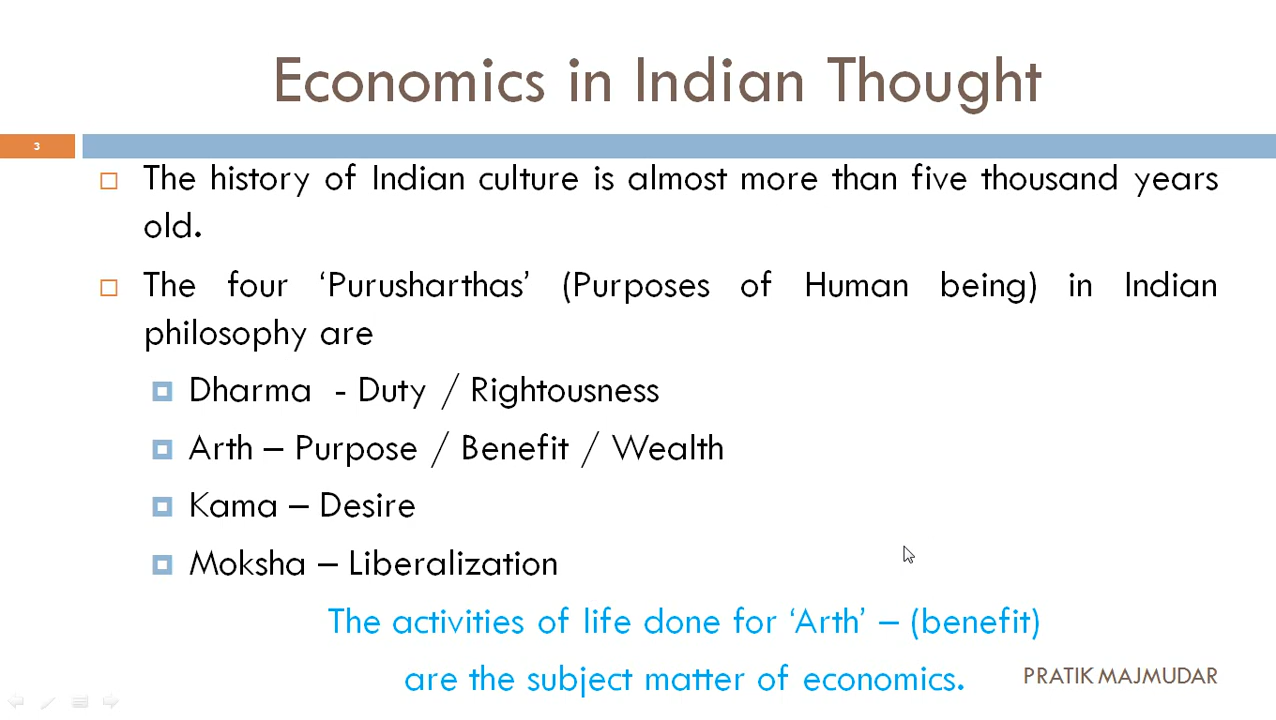 Economics in Indian Thought
3
The history of Indian culture is almost more than five thousand years
old.
The four ‘Purusharthas’ (Purposes of Human being) in Indian
philosophy are
Dharma - Duty / Rightousness
Arth – Purpose / Benefit / Wealth
Kama – Desire
Moksha – Liberalization
The activities of life done for ‘Arth’ – (benefit)
are the subject matter of economics.
PRATIK MAJMUDAR